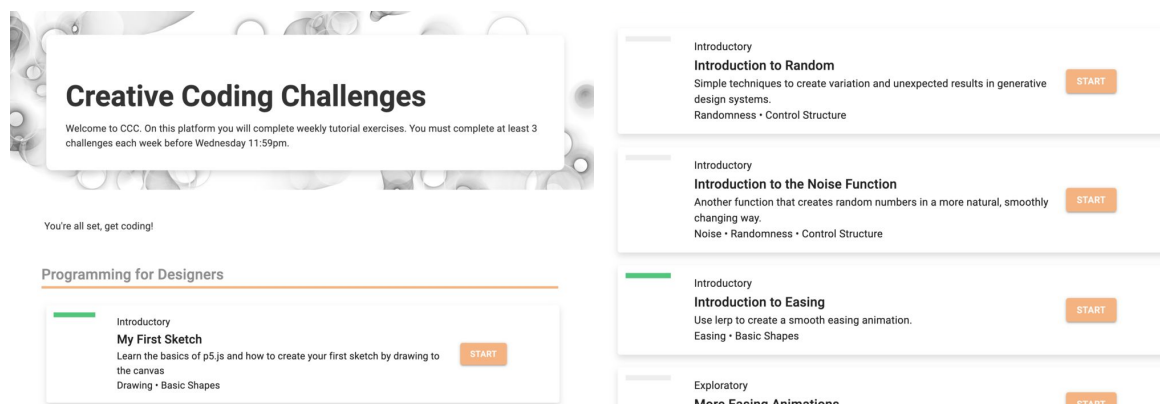 Creative Coding Challenges
Welcome to CCC. On this platform you will complete weekly tutorial exercises. You must complete at least 3
challenges each week before Wednesday 11:59pm.
You're all set, get coding!
Programming for Designers
Introductory
My First Sketch
Learn the basics of p5.js and how to create your first sketch by drawing to
the canvas
Drawing • Basic Shapes
START
Introductory
Introduction to Random
Simple techniques to create variation and unexpected results in generative
design systems.
Randomness • Control Structure
START
Introductory
Introduction to the Noise Function
Another function that creates random numbers in a more natural, smoothly
changing way.
Noise • Randomness • Control Structure
START
Introductory
Introduction to Easing
Use lerp to create a smooth easing animation.
Easing • Basic Shapes
START
Exploratory
More Easing Animations
START